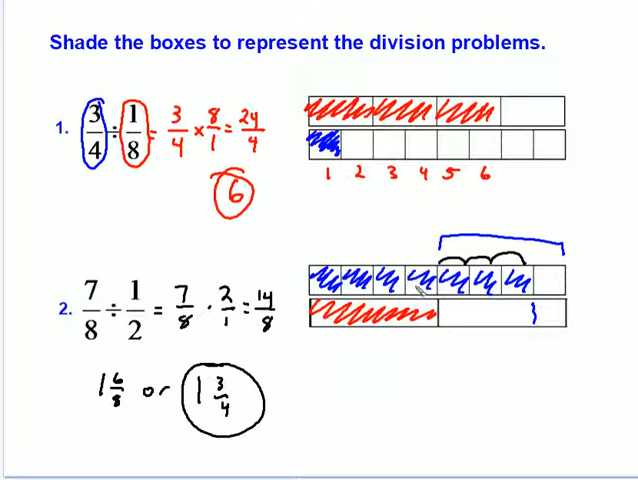 Shade the boxes to represent the division problems.
1. 3/4 ÷ 1/8 = 3/4 × 8/1 = 24/4
6
1 2 3 4 5 6
2. 7/8 ÷ 1/2 = 7/8 · 2/1 = 14/8
1 6/8 or 1 3/4